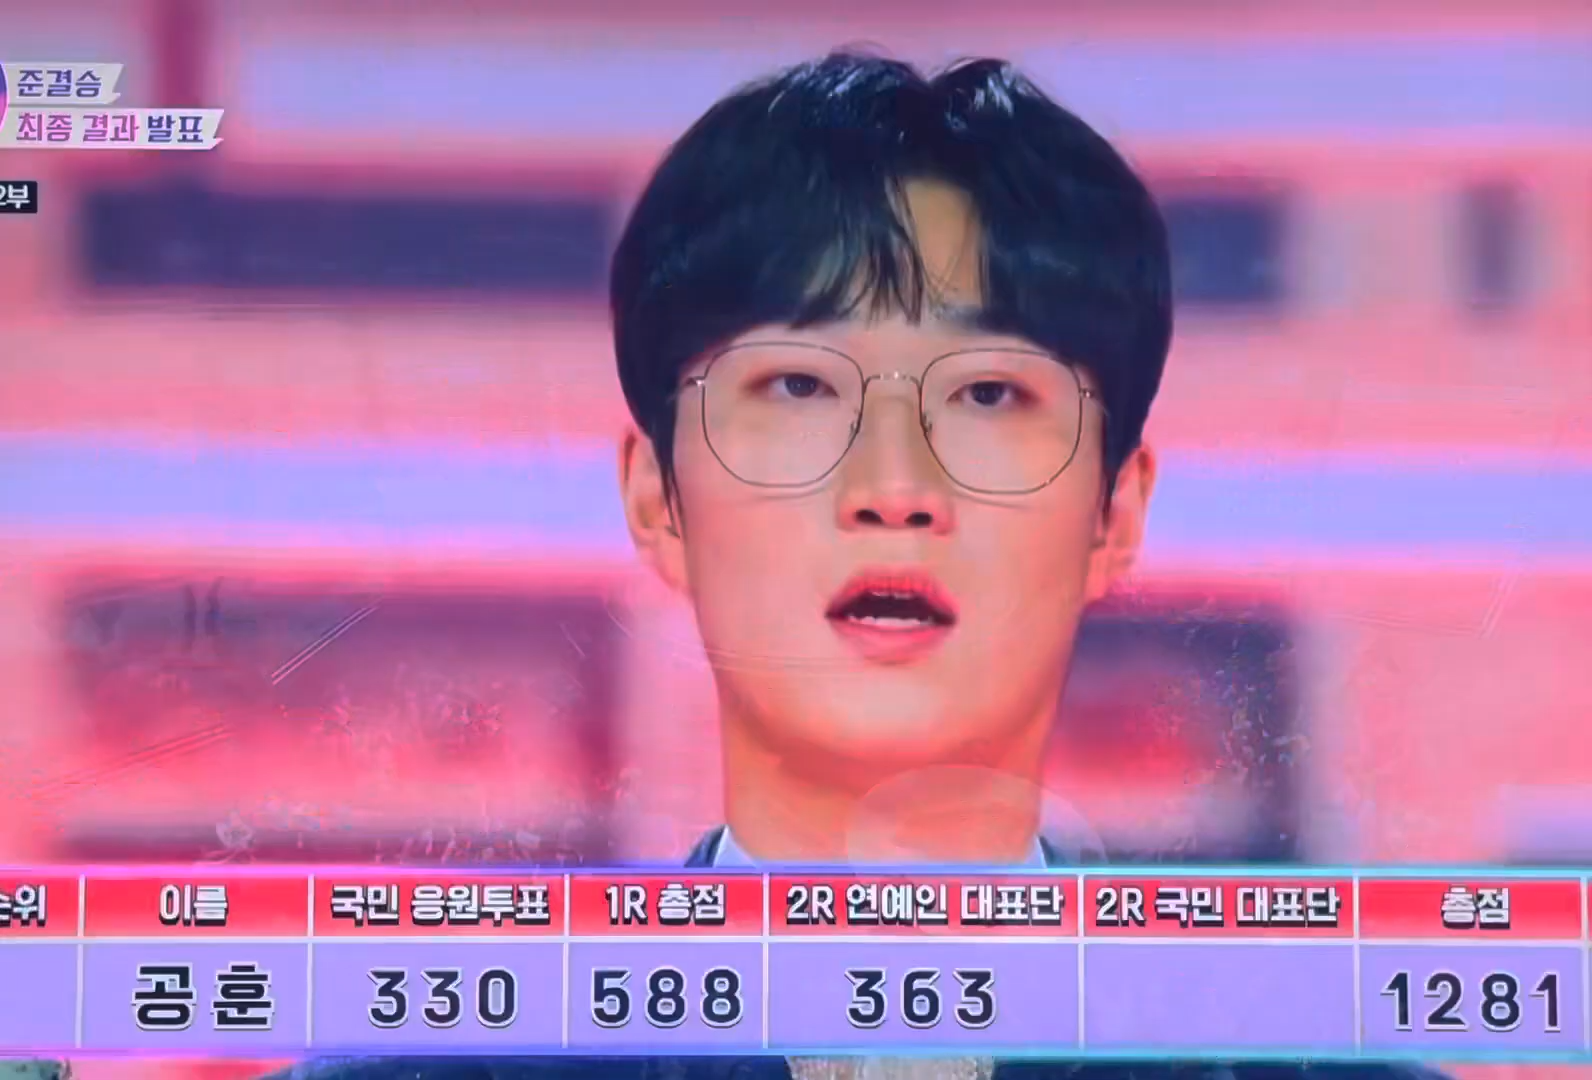 준결승
최종 결과 발표
2부
순위 이름 국민 응원투표 1R 총점 2R 연예인 대표단 2R 국민 대표단 총점
공훈 330 588 363 1281